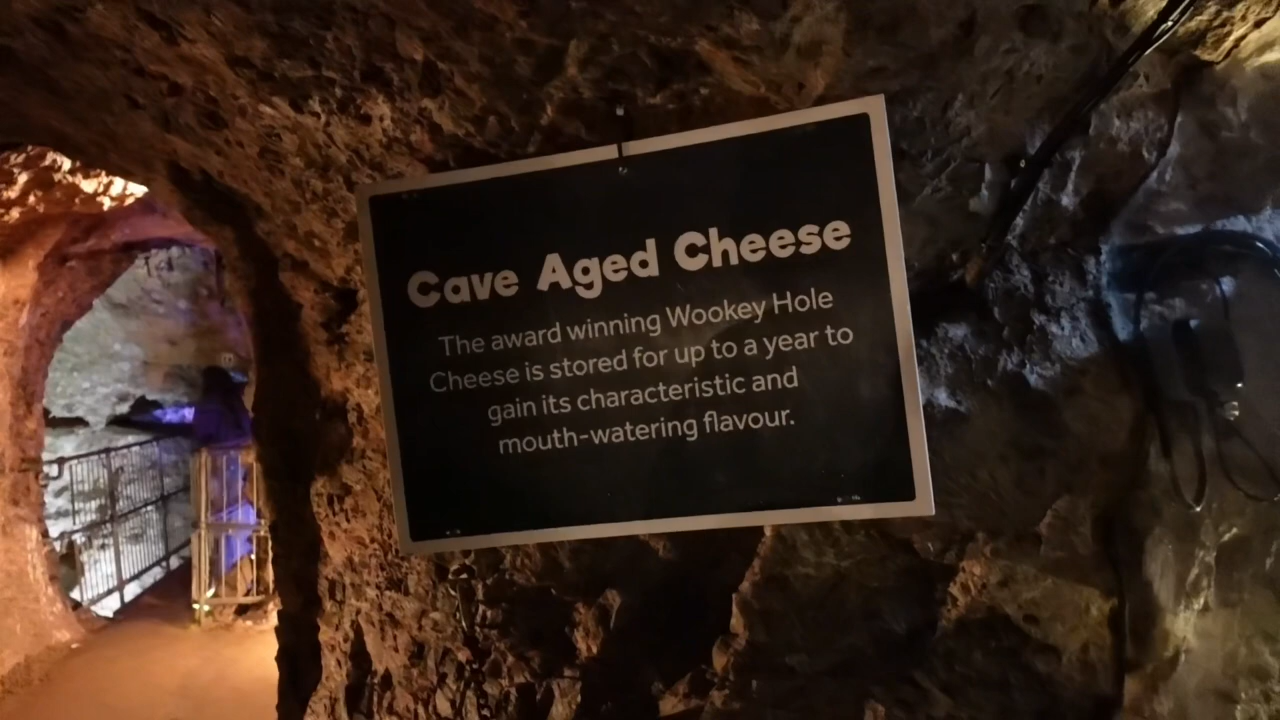 Cave Aged Cheese
The award winning Wookey Hole
Cheese is stored for up to a year to
gain its characteristic and
mouth-watering flavour.